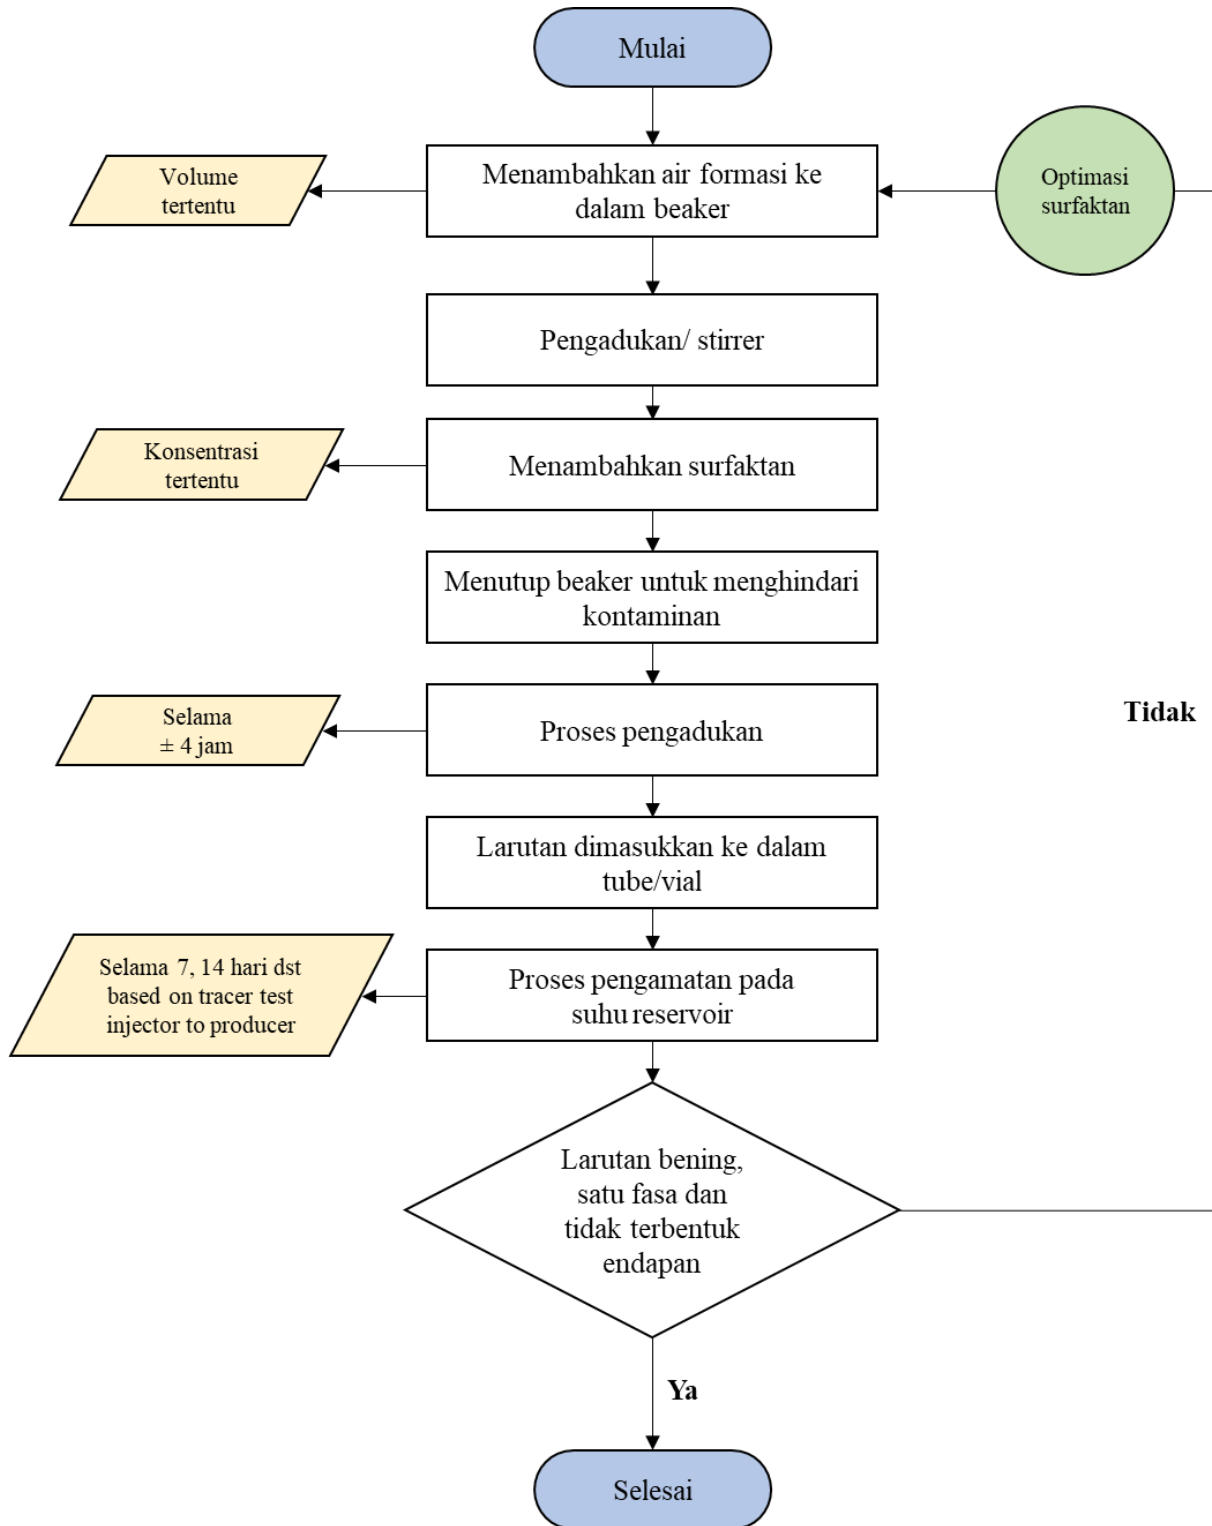 Mulai
Volume
tertentu
Menambahkan air formasi ke
dalam beaker
Optimasi
surfaktan
Pengadukan/ stirrer
Konsentrasi
tertentu
Menambahkan surfaktan
Menutup beaker untuk menghindari
kontaminan
Selama
± 4 jam
Proses pengadukan
Tidak
Larutan dimasukkan ke dalam
tube/vial
Selama 7, 14 hari dst
based on tracer test
injector to producer
Proses pengamatan pada
suhu reservoir
Larutan bening,
satu fasa dan
tidak terbentuk
endapan
Ya
Selesai